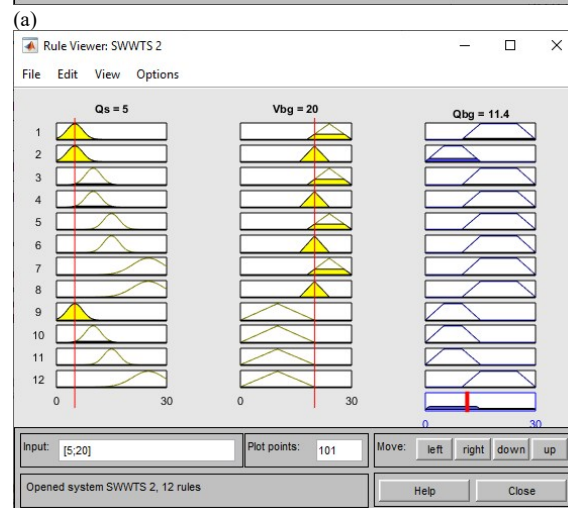 (a)
Rule Viewer: SWWTS 2
File Edit View Options
Qs = 5 Vbg = 20 Qbg = 11.4
1
2
3
4
5
6
7
8
9
10
11
12
0 30 0 30
0 30
Input: [5;20] Plot points: 101 Move: left right down up
Opened system SWWTS 2, 12 rules Help Close